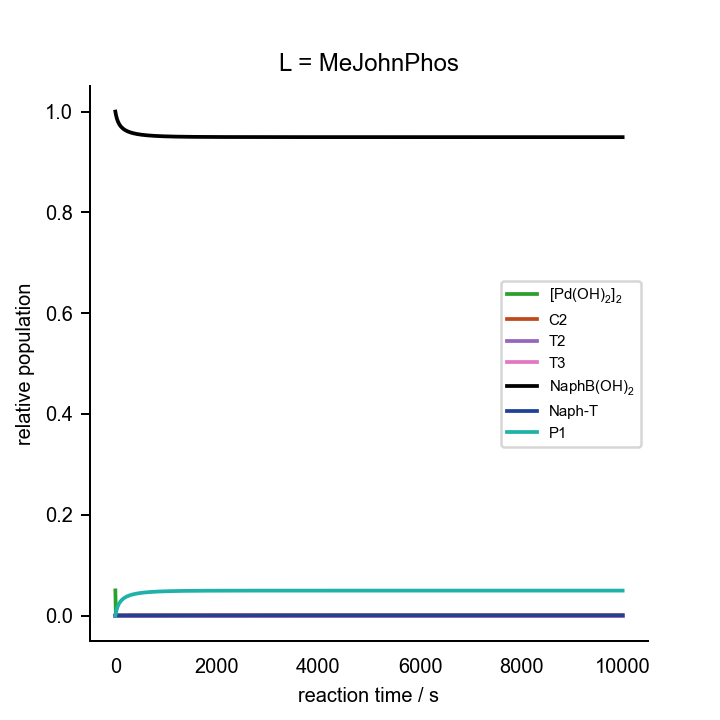 L = MeJohnPhos
relative population
1.0
0.8
0.6
0.4
0.2
0.0
[Pd(OH)₂]₂
C2
T2
T3
NaphB(OH)₂
Naph-T
P1
0 2000 4000 6000 8000 10000
reaction time / s